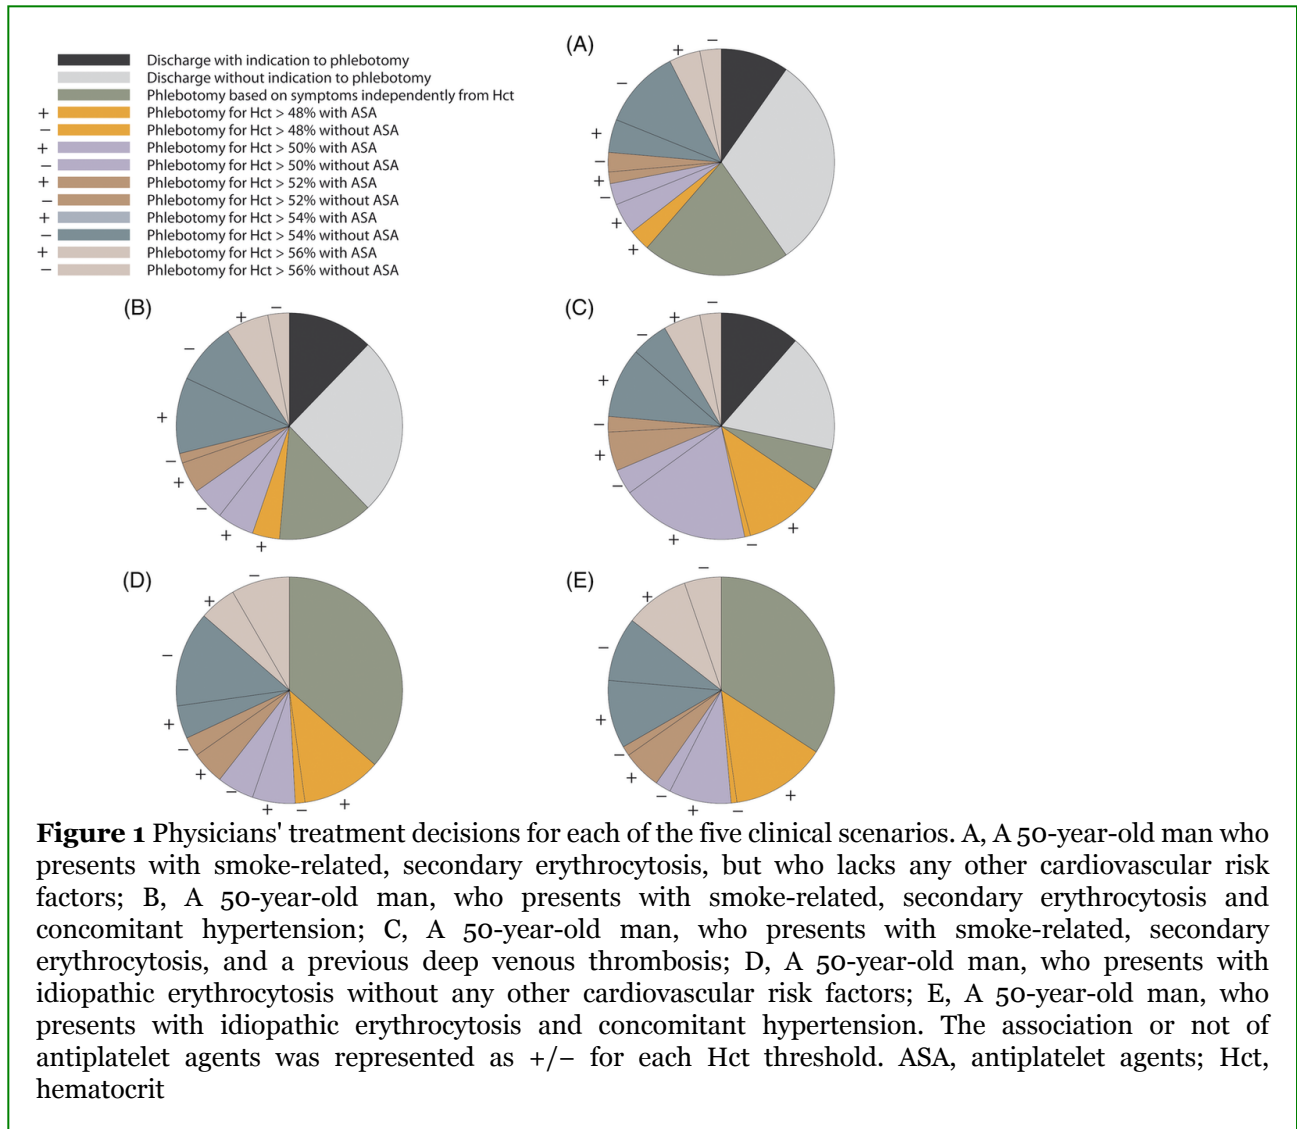 (A)
Discharge with indication to phlebotomy
Discharge without indication to phlebotomy
Phlebotomy based on symptoms independently from Hct
+ Phlebotomy for Hct > 48% with ASA
− Phlebotomy for Hct > 48% without ASA
+ Phlebotomy for Hct > 50% with ASA
− Phlebotomy for Hct > 50% without ASA
+ Phlebotomy for Hct > 52% with ASA
− Phlebotomy for Hct > 52% without ASA
+ Phlebotomy for Hct > 54% with ASA
− Phlebotomy for Hct > 54% without ASA
+ Phlebotomy for Hct > 56% with ASA
− Phlebotomy for Hct > 56% without ASA
− + − + − + − + +
(B)
− + − + − + − + +
(C)
− + − + − + − + − +
(D)
− + − + − + − + − +
(E)
− + − + − + − + − +
Figure 1 Physicians' treatment decisions for each of the five clinical scenarios. A, A 50-year-old man who
presents with smoke-related, secondary erythrocytosis, but who lacks any other cardiovascular risk
factors; B, A 50-year-old man, who presents with smoke-related, secondary erythrocytosis and
concomitant hypertension; C, A 50-year-old man, who presents with smoke-related, secondary
erythrocytosis, and a previous deep venous thrombosis; D, A 50-year-old man, who presents with
idiopathic erythrocytosis without any other cardiovascular risk factors; E, A 50-year-old man, who
presents with idiopathic erythrocytosis and concomitant hypertension. The association or not of
antiplatelet agents was represented as +/− for each Hct threshold. ASA, antiplatelet agents; Hct,
hematocrit